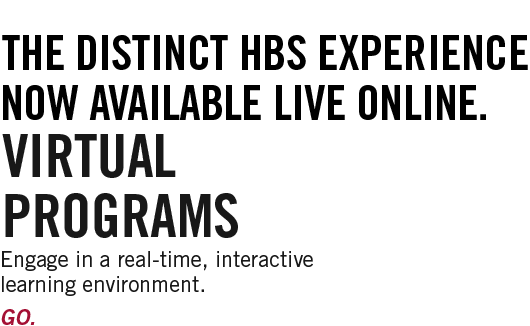 THE DISTINCT HBS EXPERIENCE
NOW AVAILABLE LIVE ONLINE.
VIRTUAL
PROGRAMS
Engage in a real-time, interactive
learning environment.
GO.